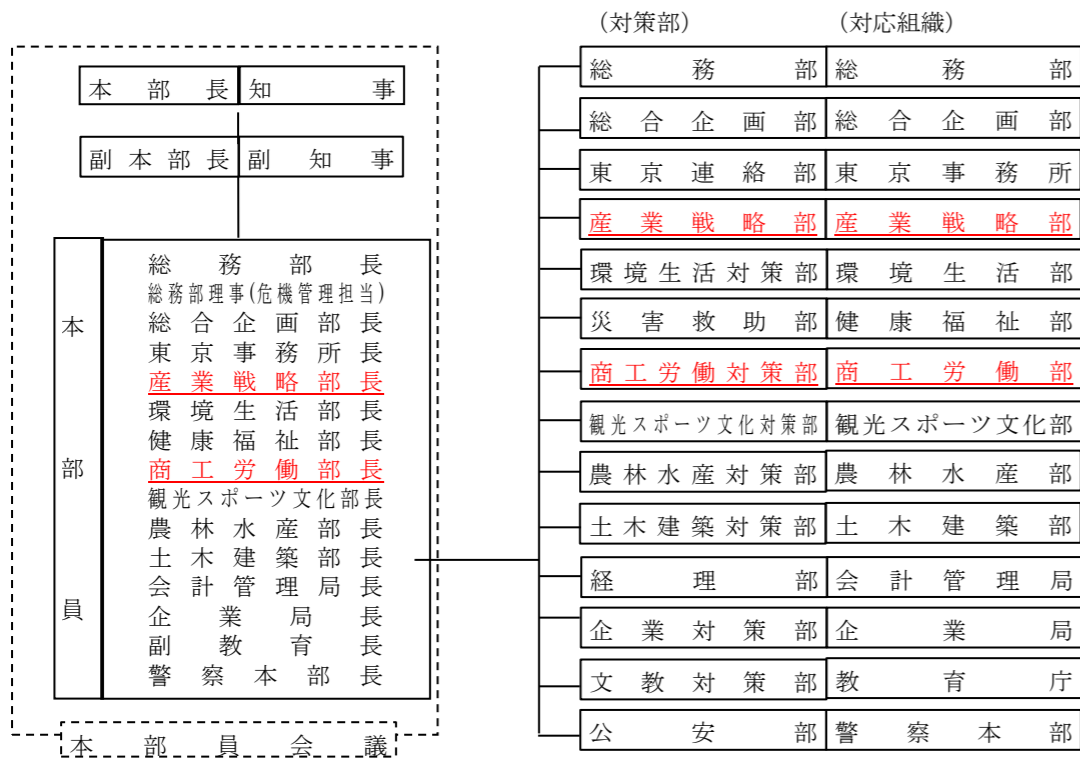 本部長 知事
副本部長 副知事
本部員
総務部長
総務部理事(危機管理担当)
総合企画部長
東京事務所長
産業戦略部長
環境生活部長
健康福祉部長
商工労働部長
観光スポーツ文化部長
農林水産部長
土木建築部長
会計管理局長
企業局長
副教育長
警察本部長
本部員会議
(対策部) (対応組織)
総務部 総務部
総合企画部 総合企画部
東京連絡部 東京事務所
産業戦略部 産業戦略部
環境生活対策部 環境生活部
災害救助部 健康福祉部
商工労働対策部 商工労働部
観光スポーツ文化対策部 観光スポーツ文化部
農林水産対策部 農林水産部
土木建築対策部 土木建築部
経理部 会計管理局
企業対策部 企業局
文教対策部 教育庁
公安部 警察本部